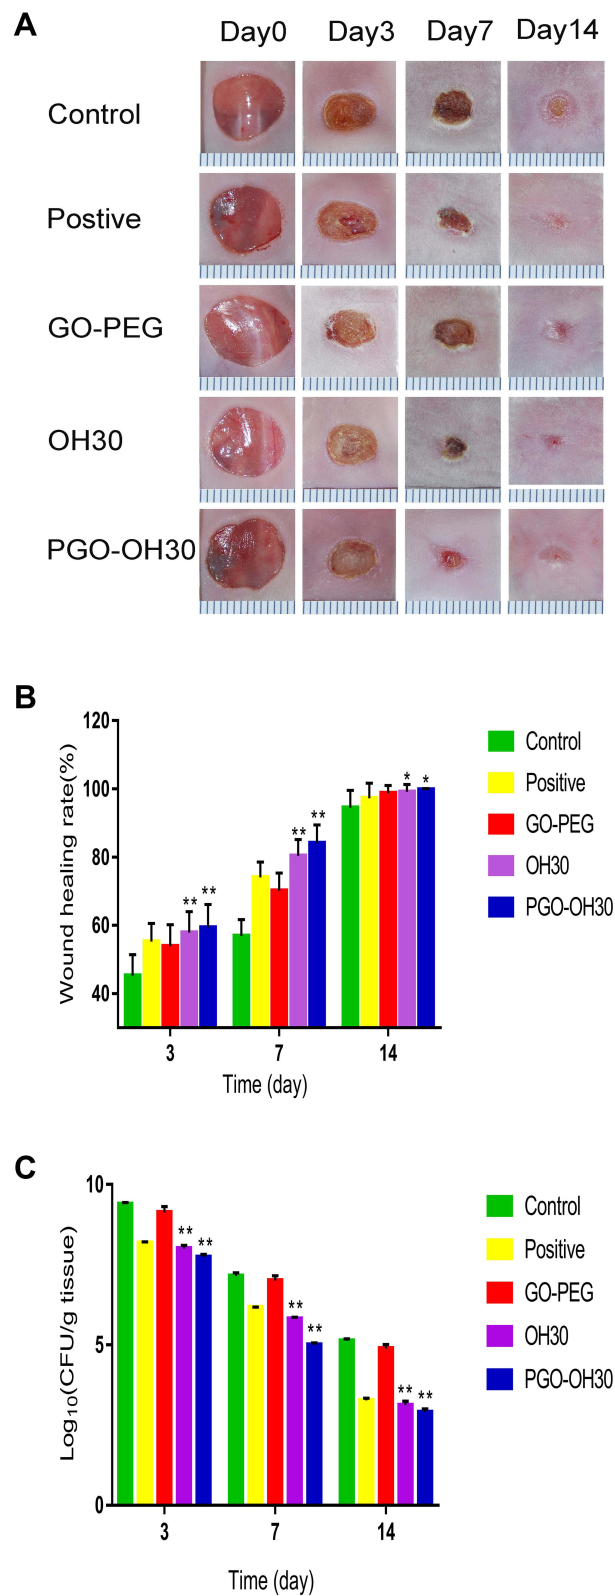 A
Day0 Day3 Day7 Day14
Control
Postive
GO-PEG
OH30
PGO-OH30
B
120
100
80
60
40
Wound healing rate(%)
** **
** **
* *
3 7 14
Time (day)
Control
Positive
GO-PEG
OH30
PGO-OH30
C
10
5
0
Log10(CFU/g tissue)
** **
** **
** **
3 7 14
Time (day)
Control
Positive
GO-PEG
OH30
PGO-OH30